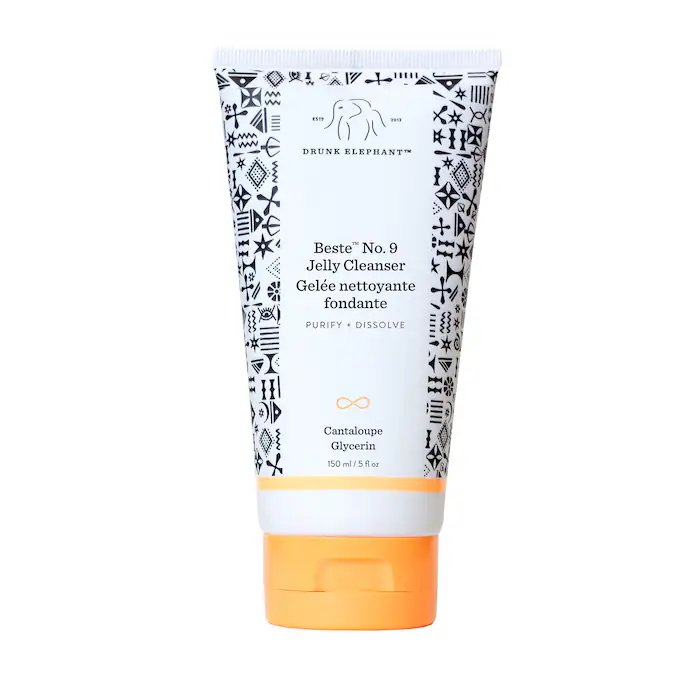 ESTD 2012
DRUNK ELEPHANT™
Beste™ No. 9
Jelly Cleanser
Gelée nettoyante
fondante
PURIFY + DISSOLVE
Cantaloupe
Glycerin
150 ml / 5 fl oz